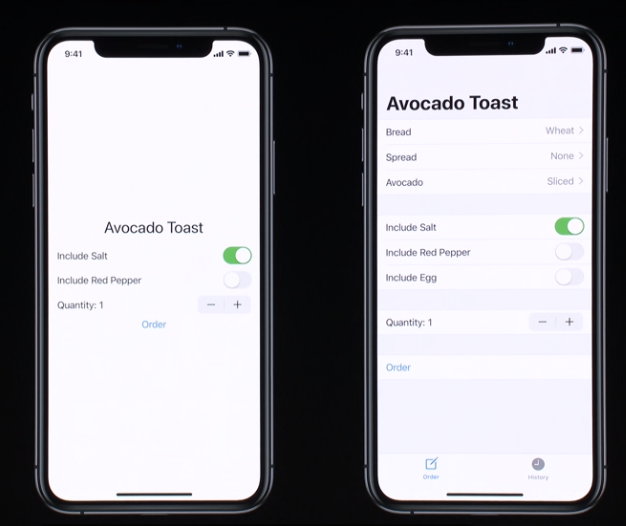 9:41
Avocado Toast
Include Salt
Include Red Pepper
Quantity: 1 − +
Order
9:41
Avocado Toast
Bread Wheat >
Spread None >
Avocado Sliced >
Include Salt
Include Red Pepper
Include Egg
Quantity: 1 − +
Order
Order History